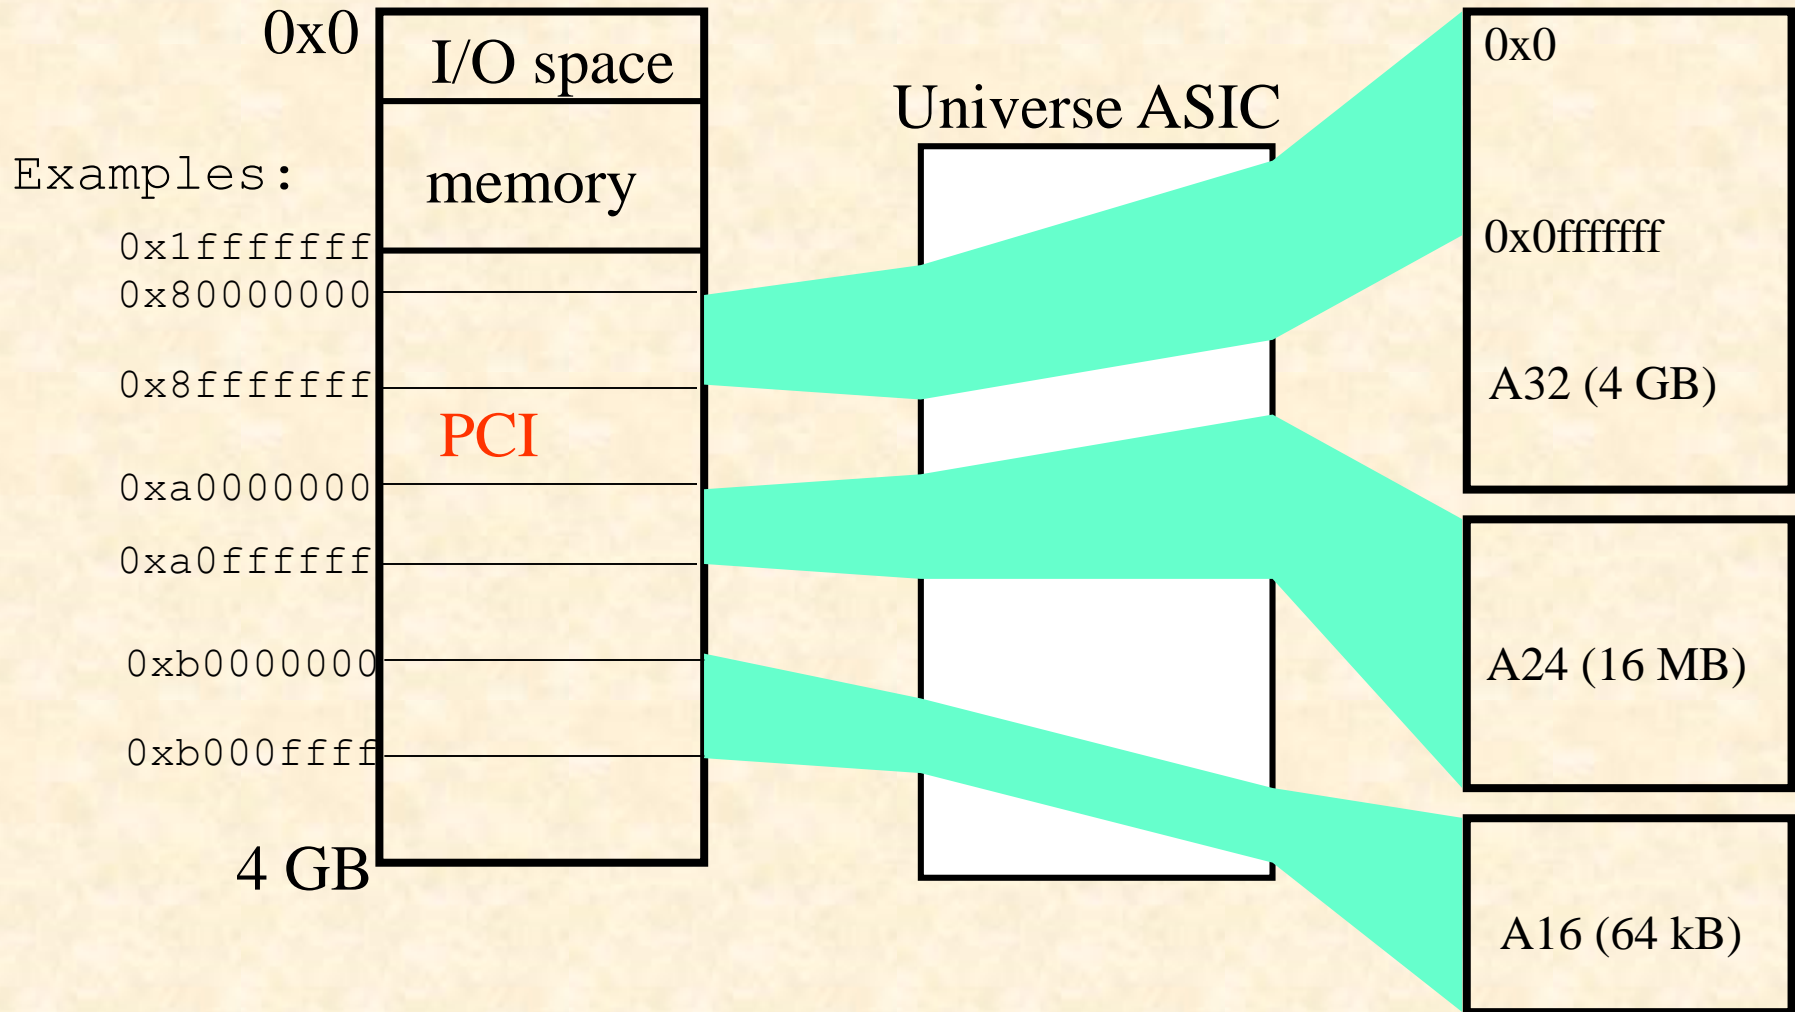 0x0
I/O space
Examples:
memory
0x1fffffff
0x80000000
0x8fffffff
PCI
0xa0000000
0xa0ffffff
0xb0000000
0xb000ffff
4 GB
Universe ASIC
0x0
0x0fffffff
A32 (4 GB)
A24 (16 MB)
A16 (64 kB)